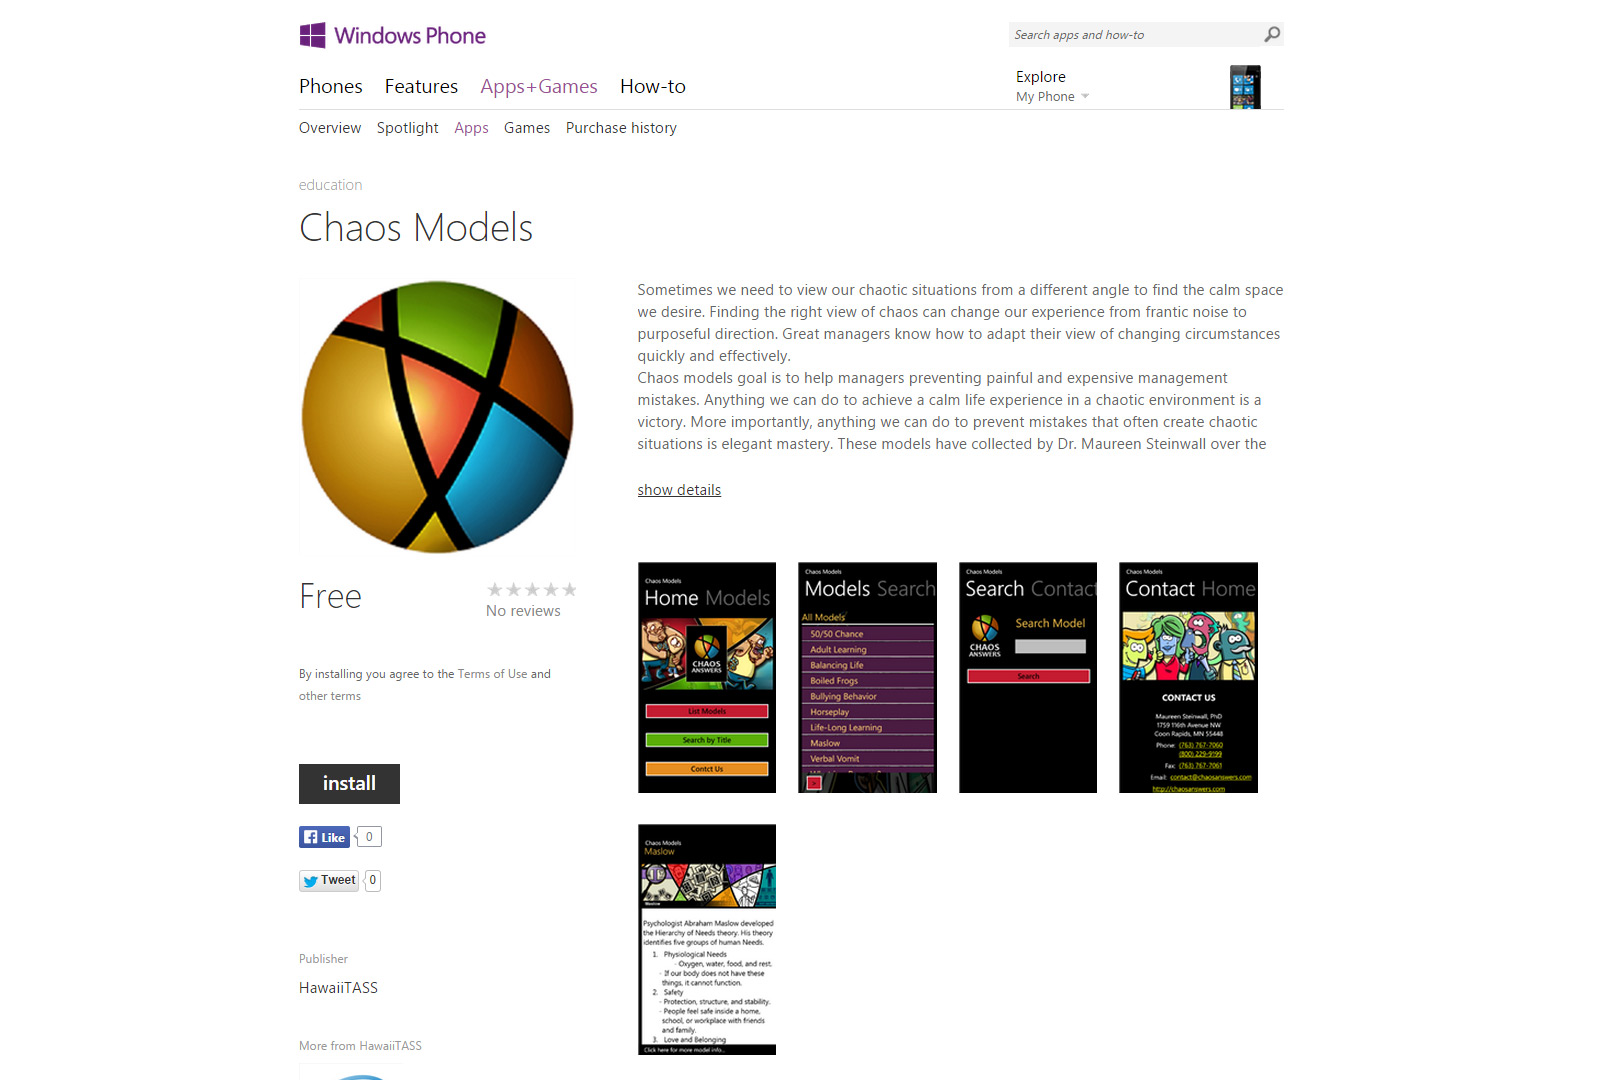 Windows Phone
Search apps and how-to
Phones Features Apps+Games How-to
Explore
My Phone
Overview Spotlight Apps Games Purchase history
education
Chaos Models
Sometimes we need to view our chaotic situations from a different angle to find the calm space
we desire. Finding the right view of chaos can change our experience from frantic noise to
purposeful direction. Great managers know how to adapt their view of changing circumstances
quickly and effectively.
Chaos models goal is to help managers preventing painful and expensive management
mistakes. Anything we can do to achieve a calm life experience in a chaotic environment is a
victory. More importantly, anything we can do to prevent mistakes that often create chaotic
situations is elegant mastery. These models have collected by Dr. Maureen Steinwall over the
show details
Free
No reviews
By installing you agree to the Terms of Use and
other terms
install
Like 0
Tweet 0
Publisher
HawaiiTASS
More from HawaiiTASS
Chaos Models
Home Models
CHAOS
ANSWERS
List Models
Search by Title
Contct Us
Chaos Models
Models Search
All Models
50/50 Chance
Adult Learning
Balancing Life
Boiled Frogs
Bullying Behavior
Horseplay
Life-Long Learning
Maslow
Verbal Vomit
Chaos Models
Search Contact
Search Model
CHAOS
ANSWERS
Search
Chaos Models
Contact Home
CONTACT US
Maureen Steinwall, PhD
1759 116th Avenue NW
Coon Rapids, MN 55448
Phone: (763) 767-7060
(800) 229-9199
Fax: (763) 767-7061
Email: contact@chaosanswers.com
http://chaosanswers.com
Chaos Models
Maslow
Maslow
Psychologist Abraham Maslow developed
the Hierarchy of Needs theory. His theory
identifies five groups of human Needs.
1. Physiological Needs
- Oxygen, water, food, and rest.
- If our body does not have these
things, it cannot function.
2. Safety
- Protection, structure, and stability.
- People feel safe inside a home,
school, or workplace with friends
and family.
3. Love and Belonging
Click here for more model info...